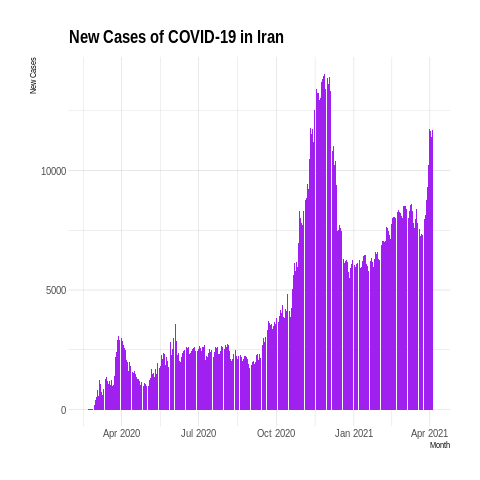 New Cases of COVID-19 in Iran
New Cases
10000
5000
0
Apr 2020 Jul 2020 Oct 2020 Jan 2021 Apr 2021
Month